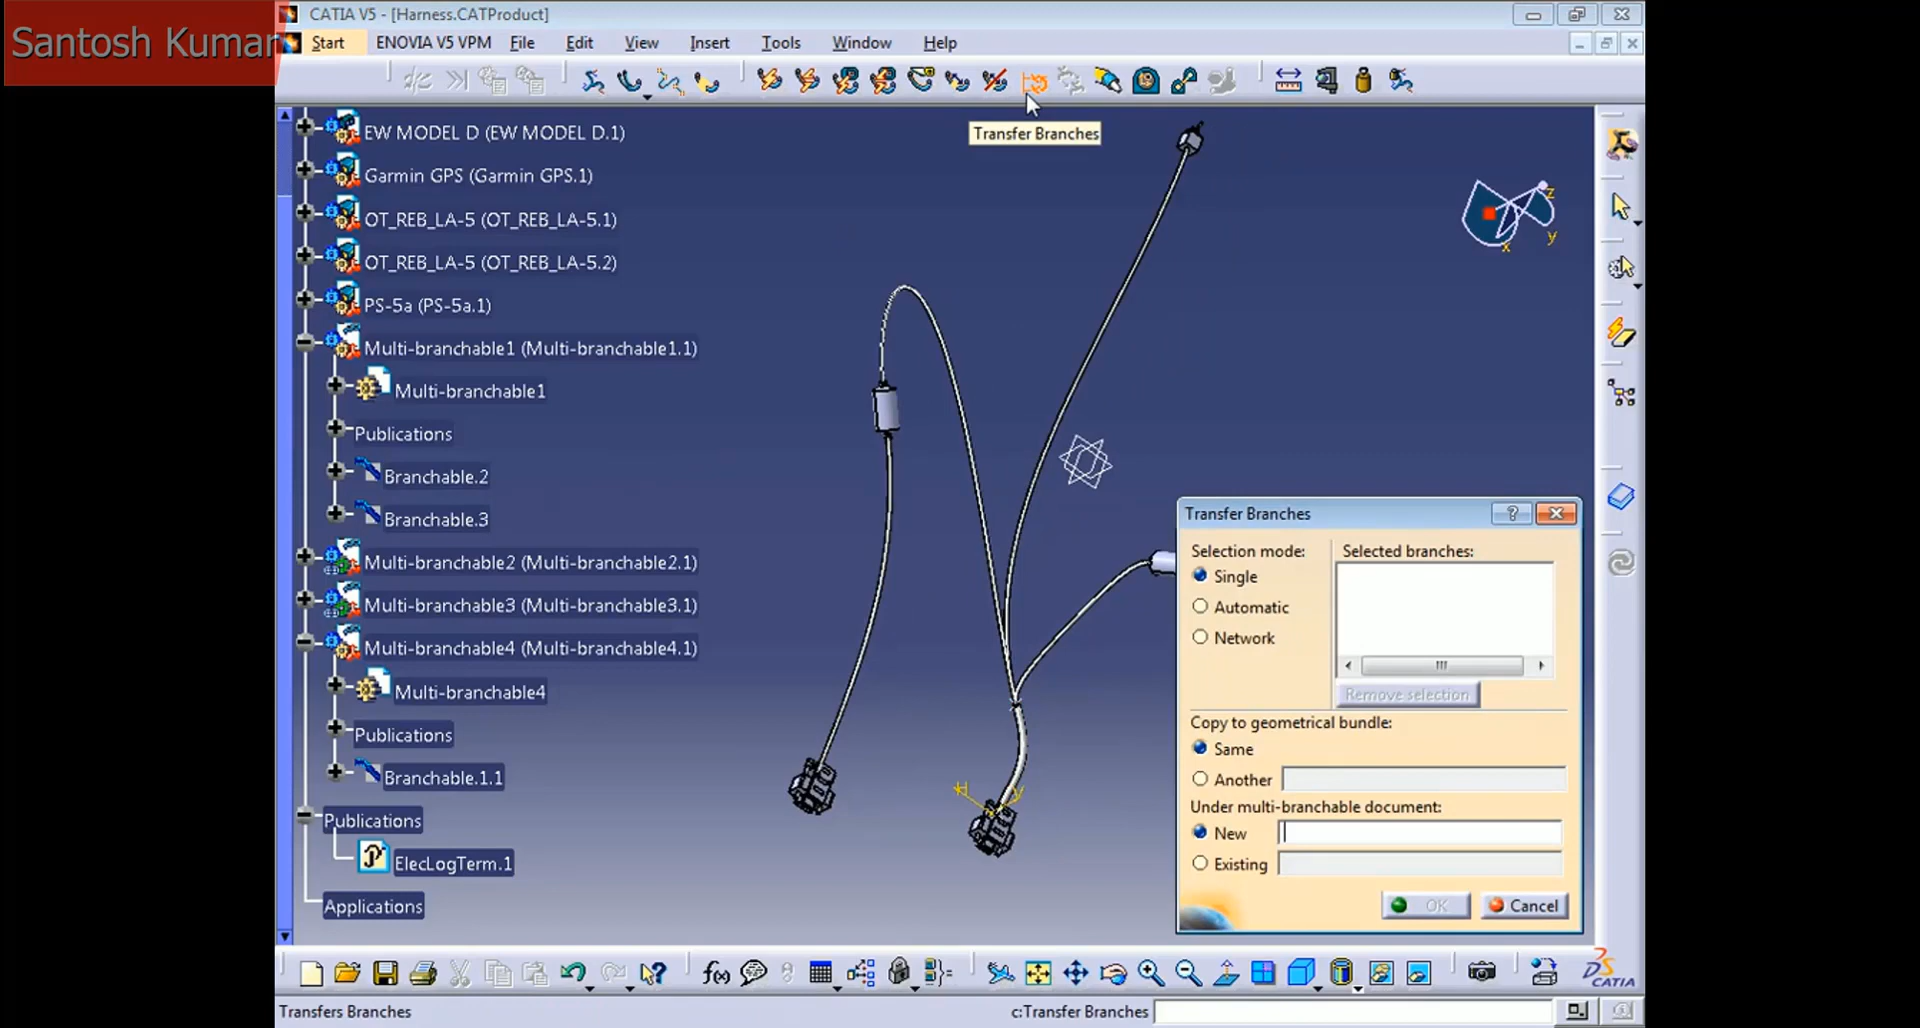 Santosh Kumar
CATIA V5 - [Harness.CATProduct]
Start ENOVIA V5 VPM File Edit View Insert Tools Window Help
Transfer Branches
EW MODEL D (EW MODEL D.1)
Garmin GPS (Garmin GPS.1)
OT_REB_LA-5 (OT_REB_LA-5.1)
OT_REB_LA-5 (OT_REB_LA-5.2)
PS-5a (PS-5a.1)
Multi-branchable1 (Multi-branchable1.1)
Multi-branchable1
Publications
Branchable.2
Branchable.3
Multi-branchable2 (Multi-branchable2.1)
Multi-branchable3 (Multi-branchable3.1)
Multi-branchable4 (Multi-branchable4.1)
Multi-branchable4
Publications
Branchable.1.1
Publications
ElecLogTerm.1
Applications
z
y
x
H
V
Transfer Branches
Selection mode:
Single
Automatic
Network
Selected branches:
Remove selection
Copy to geometrical bundle:
Same
Another
Under multi-branchable document:
New
Existing
OK Cancel
f(x)
CATIA
Transfers Branches
c:Transfer Branches